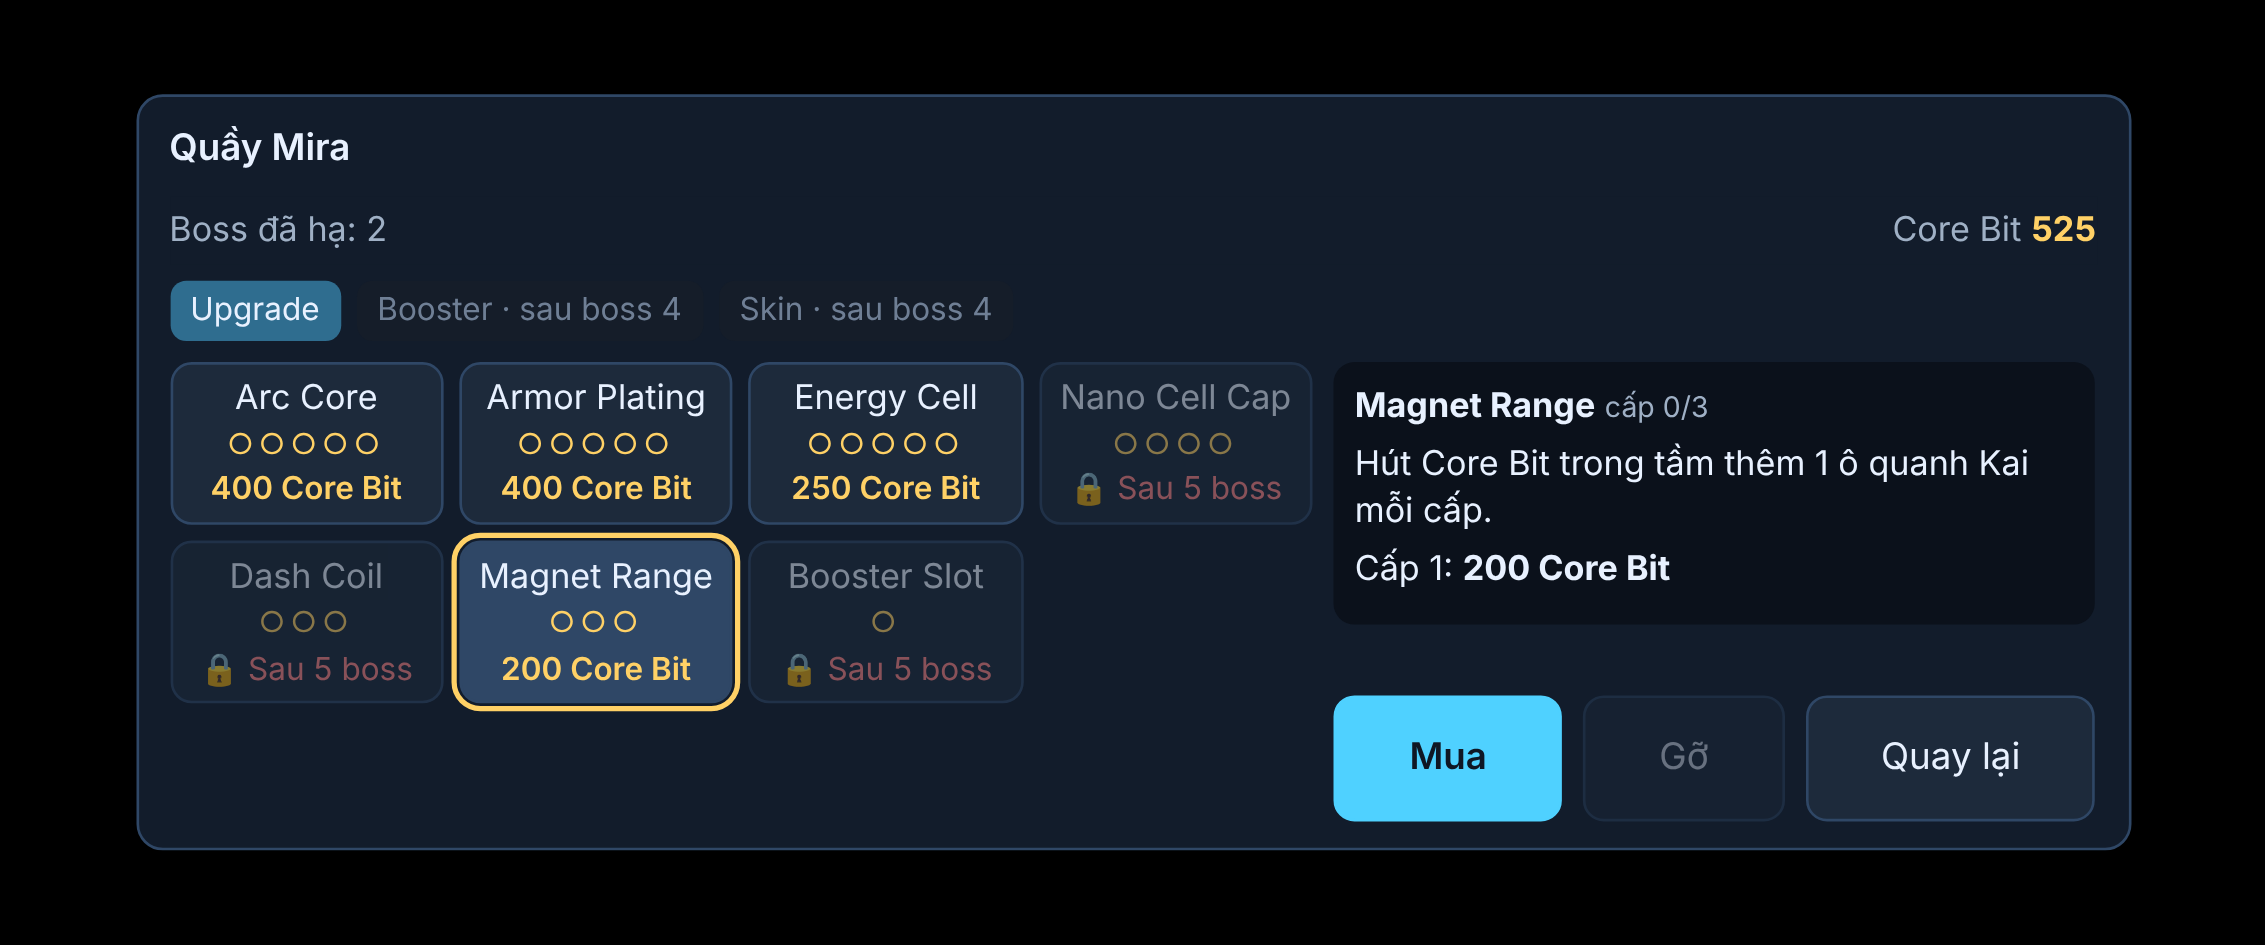 Quầy Mira
Boss đã hạ: 2
Core Bit 525
Upgrade
Booster · sau boss 4
Skin · sau boss 4
Arc Core
400 Core Bit
Armor Plating
400 Core Bit
Energy Cell
250 Core Bit
Nano Cell Cap
Sau 5 boss
Dash Coil
Sau 5 boss
Magnet Range
200 Core Bit
Booster Slot
Sau 5 boss
Magnet Range cấp 0/3
Hút Core Bit trong tầm thêm 1 ô quanh Kai
mỗi cấp.
Cấp 1: 200 Core Bit
Mua
Gỡ
Quay lại